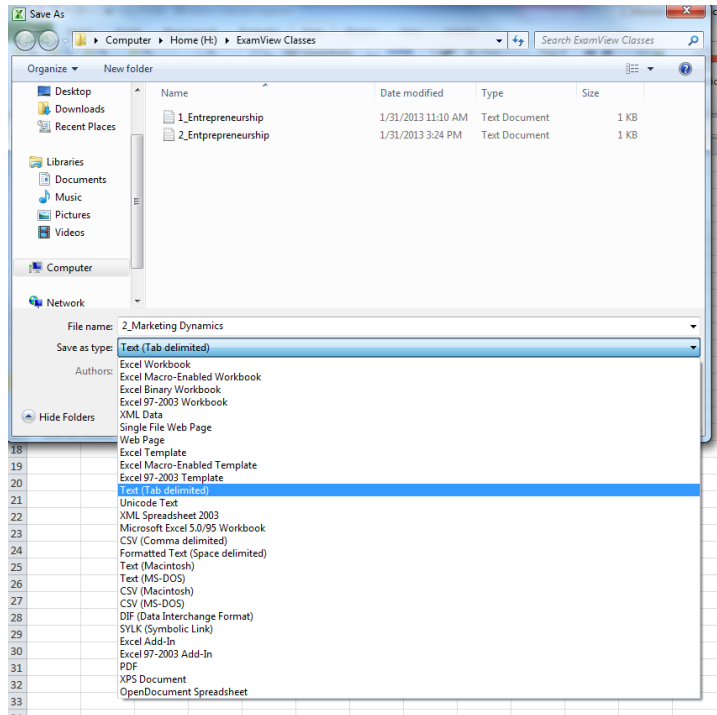 Save As
Computer Home (H:) ExamView Classes Search ExamView Classes
Organize New folder
Desktop
Downloads
Recent Places
Libraries
Documents
Music
Pictures
Videos
Computer
Network
Name Date modified Type Size
1_Entrepreneurship 1/31/2013 11:10 AM Text Document 1 KB
2_Entprepreneurship 1/31/2013 3:24 PM Text Document 1 KB
File name: 2_Marketing Dynamics
Save as type: Text (Tab delimited)
Authors:
Hide Folders
Excel Workbook
Excel Macro-Enabled Workbook
Excel Binary Workbook
Excel 97-2003 Workbook
XML Data
Single File Web Page
Web Page
Excel Template
Excel Macro-Enabled Template
Excel 97-2003 Template
Text (Tab delimited)
Unicode Text
XML Spreadsheet 2003
Microsoft Excel 5.0/95 Workbook
CSV (Comma delimited)
Formatted Text (Space delimited)
Text (Macintosh)
Text (MS-DOS)
CSV (Macintosh)
CSV (MS-DOS)
DIF (Data Interchange Format)
SYLK (Symbolic Link)
Excel Add-In
Excel 97-2003 Add-In
PDF
XPS Document
OpenDocument Spreadsheet
18
19
20
21
22
23
24
25
26
27
28
29
30
31
32
33